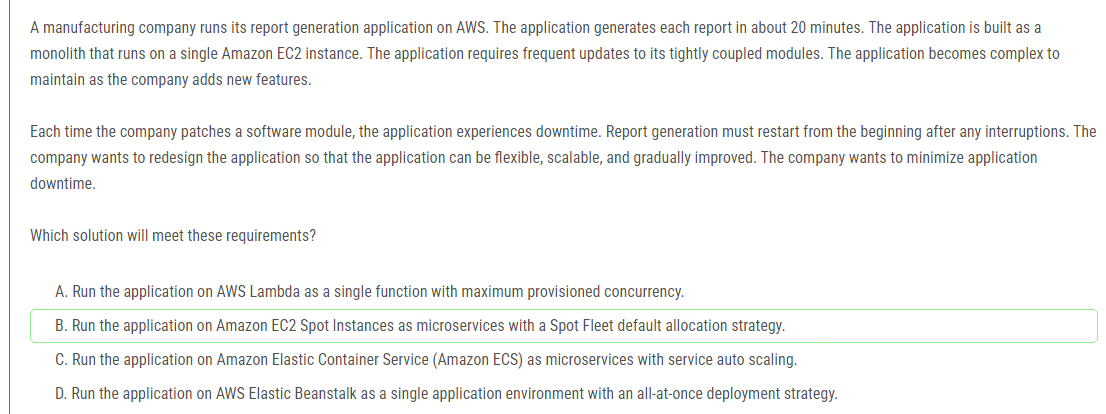 A manufacturing company runs its report generation application on AWS. The application generates each report in about 20 minutes. The application is built as a
monolith that runs on a single Amazon EC2 instance. The application requires frequent updates to its tightly coupled modules. The application becomes complex to
maintain as the company adds new features.
Each time the company patches a software module, the application experiences downtime. Report generation must restart from the beginning after any interruptions. The
company wants to redesign the application so that the application can be flexible, scalable, and gradually improved. The company wants to minimize application
downtime.
Which solution will meet these requirements?
A. Run the application on AWS Lambda as a single function with maximum provisioned concurrency.
B. Run the application on Amazon EC2 Spot Instances as microservices with a Spot Fleet default allocation strategy.
C. Run the application on Amazon Elastic Container Service (Amazon ECS) as microservices with service auto scaling.
D. Run the application on AWS Elastic Beanstalk as a single application environment with an all-at-once deployment strategy.